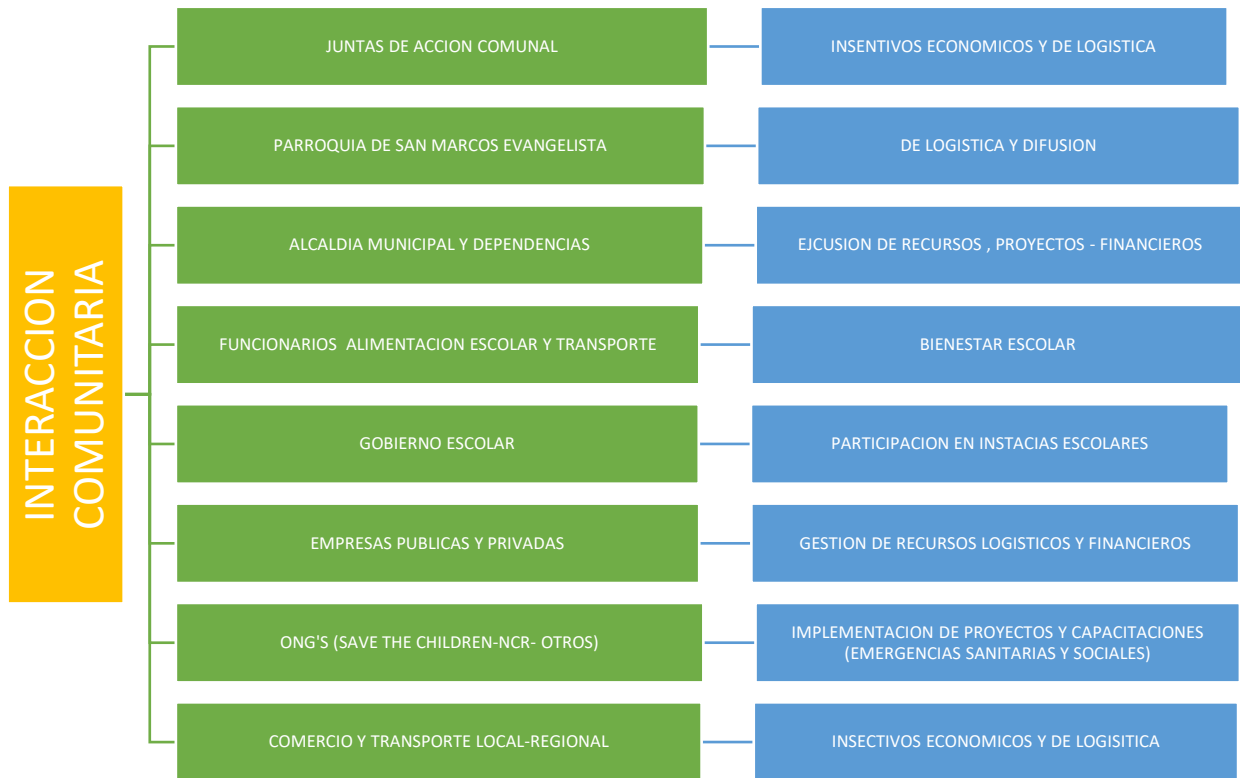 INTERACCION
COMUNITARIA
JUNTAS DE ACCION COMUNAL
INSENTIVOS ECONOMICOS Y DE LOGISTICA
PARROQUIA DE SAN MARCOS EVANGELISTA
DE LOGISTICA Y DIFUSION
ALCALDIA MUNICIPAL Y DEPENDENCIAS
EJCUSION DE RECURSOS , PROYECTOS - FINANCIEROS
FUNCIONARIOS ALIMENTACION ESCOLAR Y TRANSPORTE
BIENESTAR ESCOLAR
GOBIERNO ESCOLAR
PARTICIPACION EN INSTACIAS ESCOLARES
EMPRESAS PUBLICAS Y PRIVADAS
GESTION DE RECURSOS LOGISTICOS Y FINANCIEROS
ONG'S (SAVE THE CHILDREN-NCR- OTROS)
IMPLEMENTACION DE PROYECTOS Y CAPACITACIONES
(EMERGENCIAS SANITARIAS Y SOCIALES)
COMERCIO Y TRANSPORTE LOCAL-REGIONAL
INSECTIVOS ECONOMICOS Y DE LOGISITICA